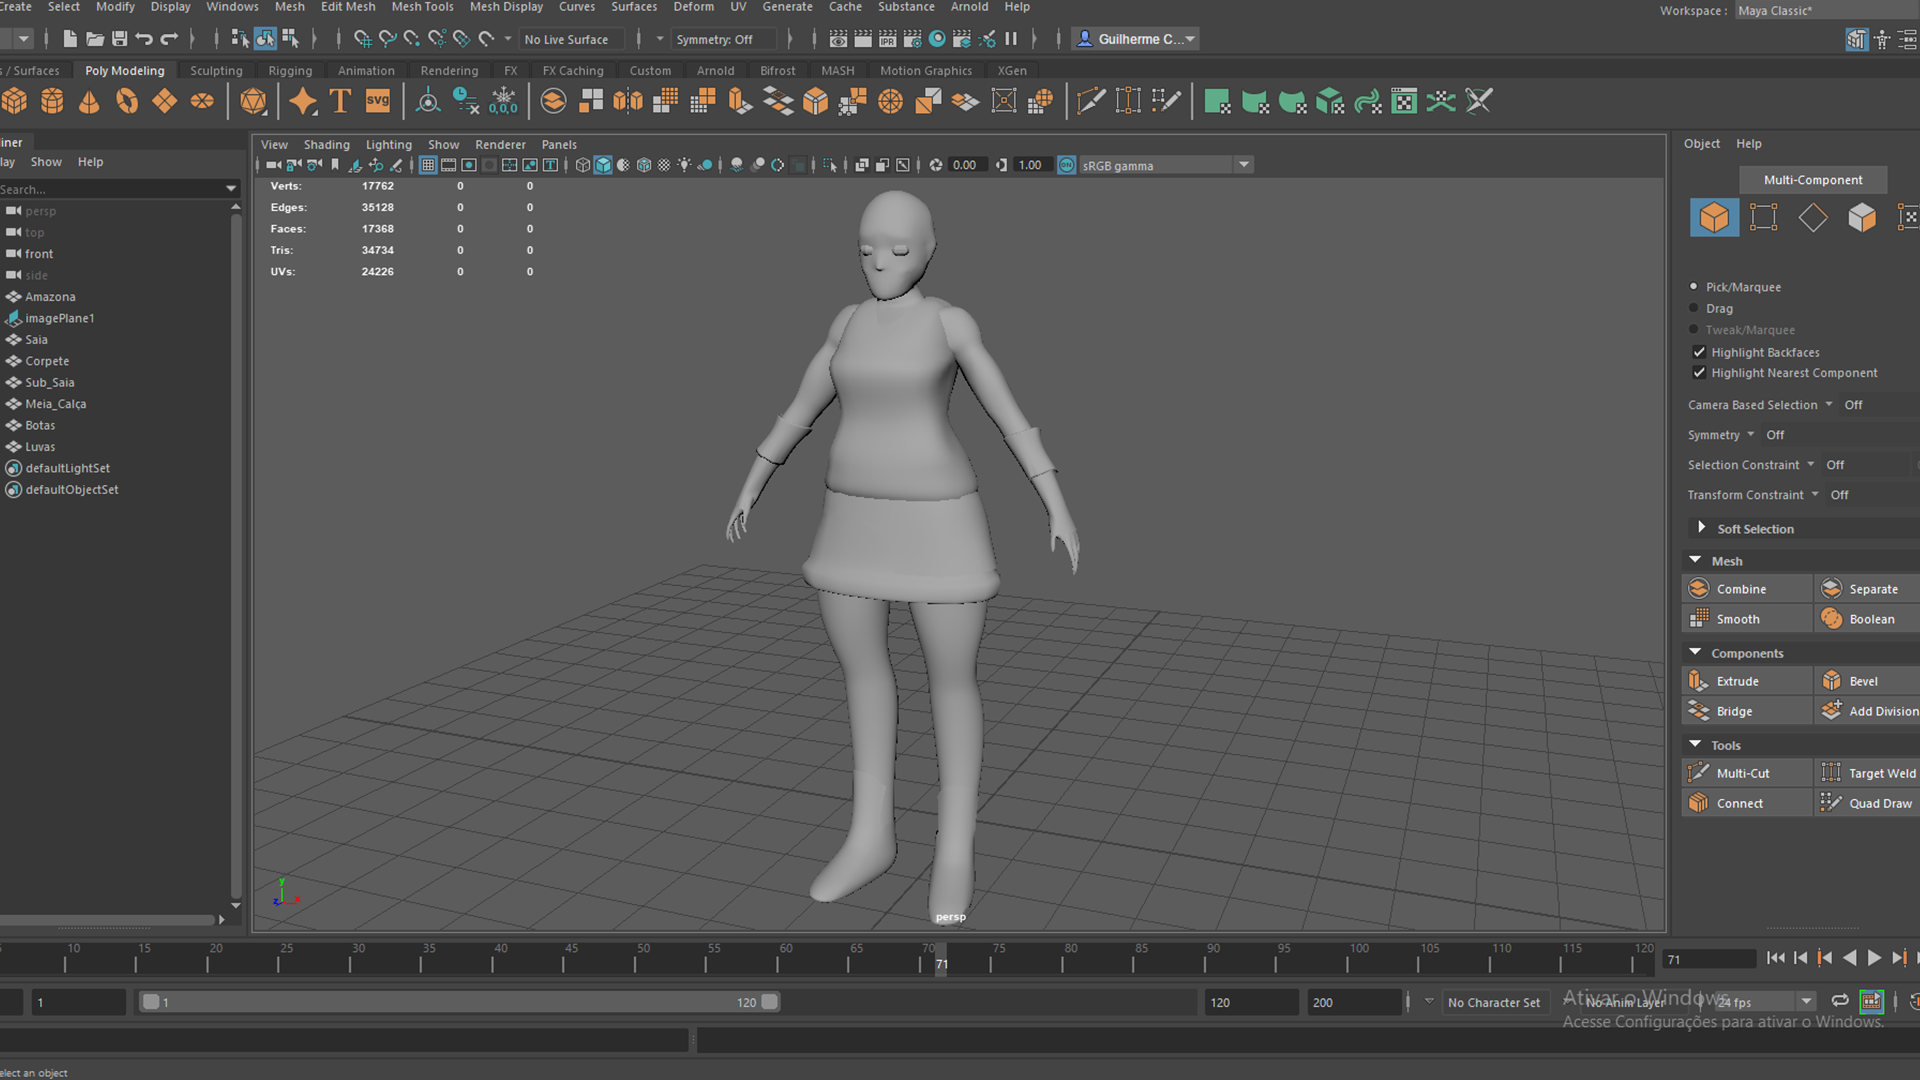 Create Select Modify Display Windows Mesh Edit Mesh Mesh Tools Mesh Display Curves Surfaces Deform UV Generate Cache Substance Arnold Help
Workspace : Maya Classic*
No Live Surface
Symmetry: Off
Guilheme C...
s / Surfaces Poly Modeling Sculpting Rigging Animation Rendering FX FX Caching Custom Arnold Bifrost MASH Motion Graphics XGen
T svg 0,0,0
liner
lay Show Help
Search...
persp
top
front
side
Amazona
imagePlane1
Saia
Corpete
Sub_Saia
Meia_Calça
Botas
Luvas
defaultLightSet
defaultObjectSet
View Shading Lighting Show Renderer Panels
0.00 1.00 ON sRGB gamma
Verts: 17762 0 0
Edges: 35128 0 0
Faces: 17368 0 0
Tris: 34734 0 0
UVs: 24226 0 0
y
z x
persp
Object Help
Multi-Component
Pick/Marquee
Drag
Tweak/Marquee
Highlight Backfaces
Highlight Nearest Component
Camera Based Selection Off
Symmetry Off
Selection Constraint Off
Transform Constraint Off
Soft Selection
Mesh
Combine Separate
Smooth Boolean
Components
Extrude Bevel
Bridge Add Division
Tools
Multi-Cut Target Weld
Connect Quad Draw
5 10 15 20 25 30 35 40 45 50 55 60 65 70 75 80 85 90 95 100 105 110 115 120
71
71
1 1 120 120 200 No Character Set No Anim Layer 24 fps
Ativar o Windows
Acesse Configurações para ativar o Windows.
elect an object